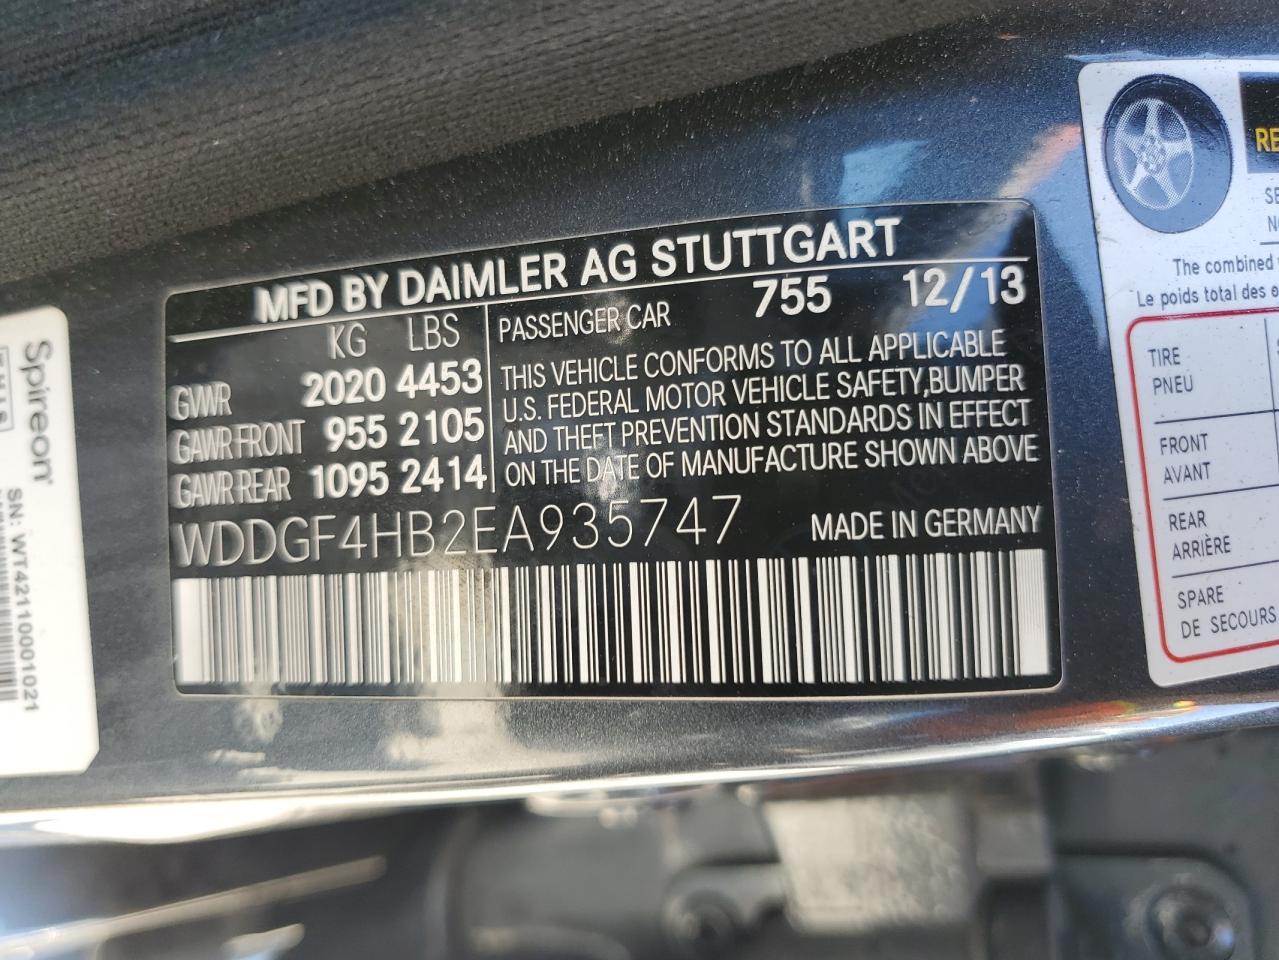 MFD BY DAIMLER AG STUTTGART
KG LBS
GVWR 2020 4453
GAWR FRONT 955 2105
GAWR REAR 1095 2414
PASSENGER CAR 755 12/13
THIS VEHICLE CONFORMS TO ALL APPLICABLE
U.S. FEDERAL MOTOR VEHICLE SAFETY,BUMPER
AND THEFT PREVENTION STANDARDS IN EFFECT
ON THE DATE OF MANUFACTURE SHOWN ABOVE
WDDGF4HB2EA935747 MADE IN GERMANY
Spireon
SN: WT42110001021
RE
SE
The combined
Le poids total des
TIRE
PNEU
FRONT
AVANT
REAR
ARRIÈRE
SPARE
DE SECOURS